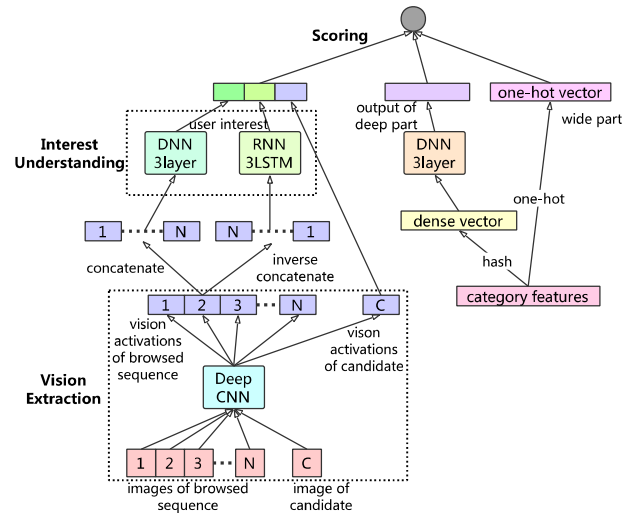 Scoring
one-hot vector
output of
deep part
wide part
user interest
Interest
Understanding
DNN
3layer
RNN
3LSTM
DNN
3layer
one-hot
dense vector
1
N
N
1
concatenate
inverse
concatenate
hash
category features
1
2
3
N
C
vision
activations
of browsed
sequence
vison
activations
of candidate
Vision
Extraction
Deep
CNN
1
2
3
N
C
images of browsed
sequence
image of
candidate